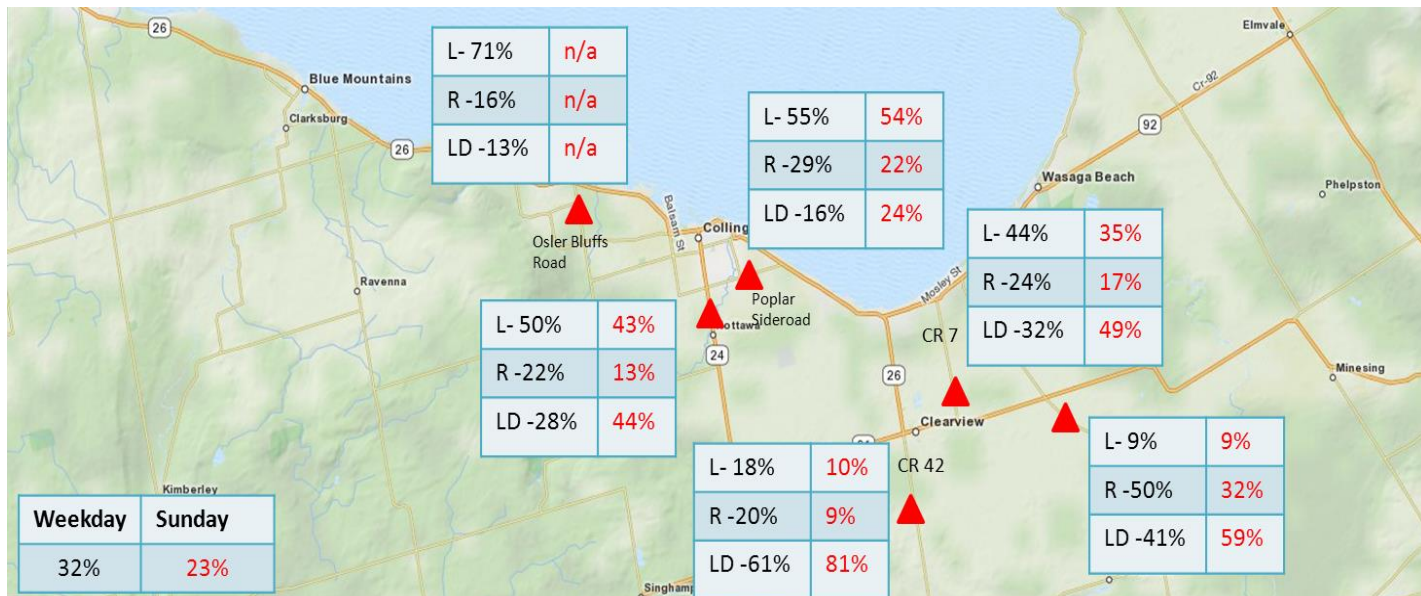 26
Elmvale
Blue Mountains
Clarksburg
26
L- 71% n/a
R -16% n/a
LD -13% n/a
Cr-92
92
L- 55% 54%
R -29% 22%
LD -16% 24%
Wasaga Beach
Phelpston
Balsam St
Colling
Osler Bluffs
Road
L- 44% 35%
R -24% 17%
LD -32% 49%
Ravenna
Mosley St
Poplar
Sideroad
L- 50% 43%
R -22% 13%
LD -28% 44%
ottawa
24
CR 7
26
Minesing
Clearview
L- 18% 10%
R -20% 9%
LD -61% 81%
CR 42
L- 9% 9%
R -50% 32%
LD -41% 59%
Kimberley
Weekday Sunday
32% 23%
Singhamp